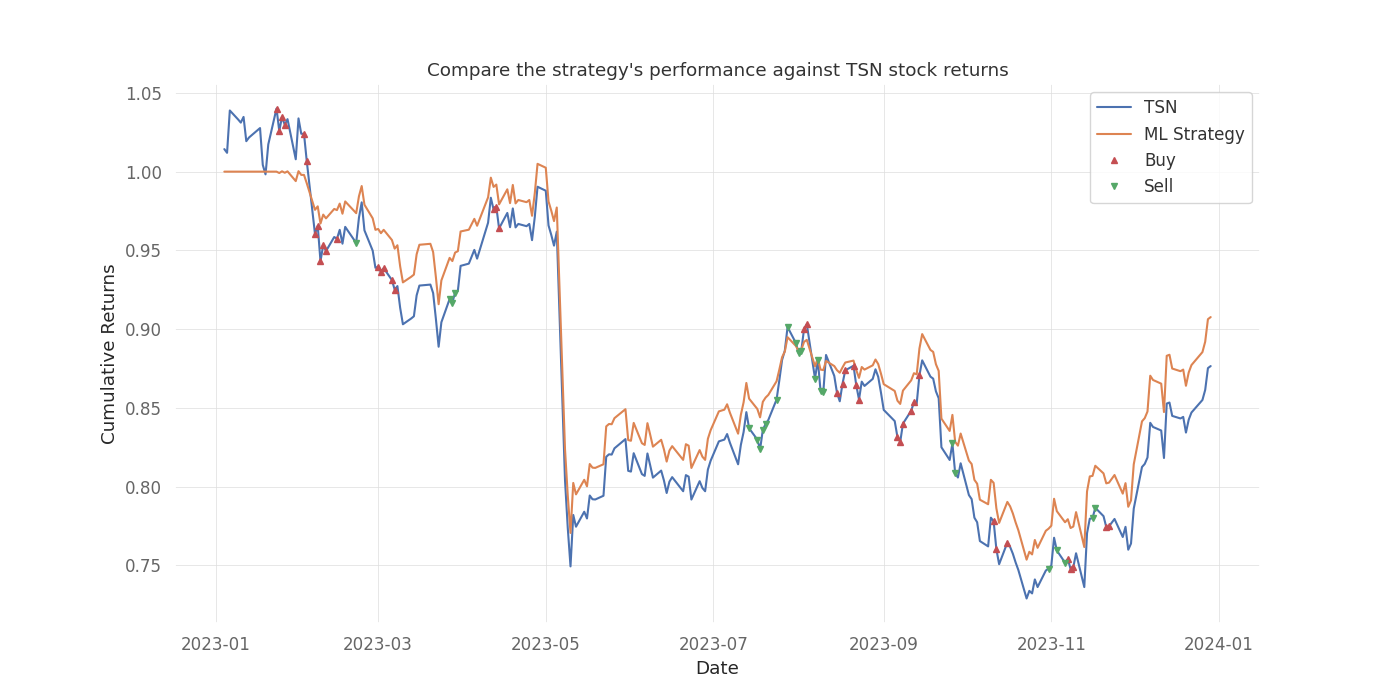 Compare the strategy's performance against TSN stock returns
TSN
ML Strategy
Buy
Sell
Cumulative Returns
1.05
1.00
0.95
0.90
0.85
0.80
0.75
2023-01 2023-03 2023-05 2023-07 2023-09 2023-11 2024-01
Date